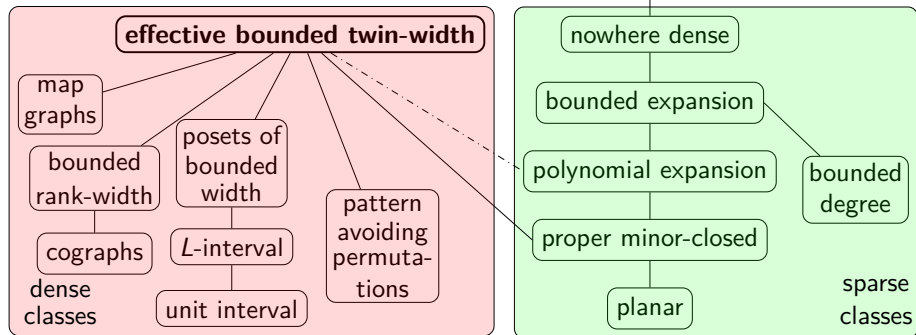 effective bounded twin-width
map
graphs
bounded
rank-width
cographs
posets of
bounded
width
L-interval
unit interval
pattern
avoiding
permuta-
tions
dense
classes
nowhere dense
bounded expansion
polynomial expansion
bounded
degree
proper minor-closed
planar
sparse
classes